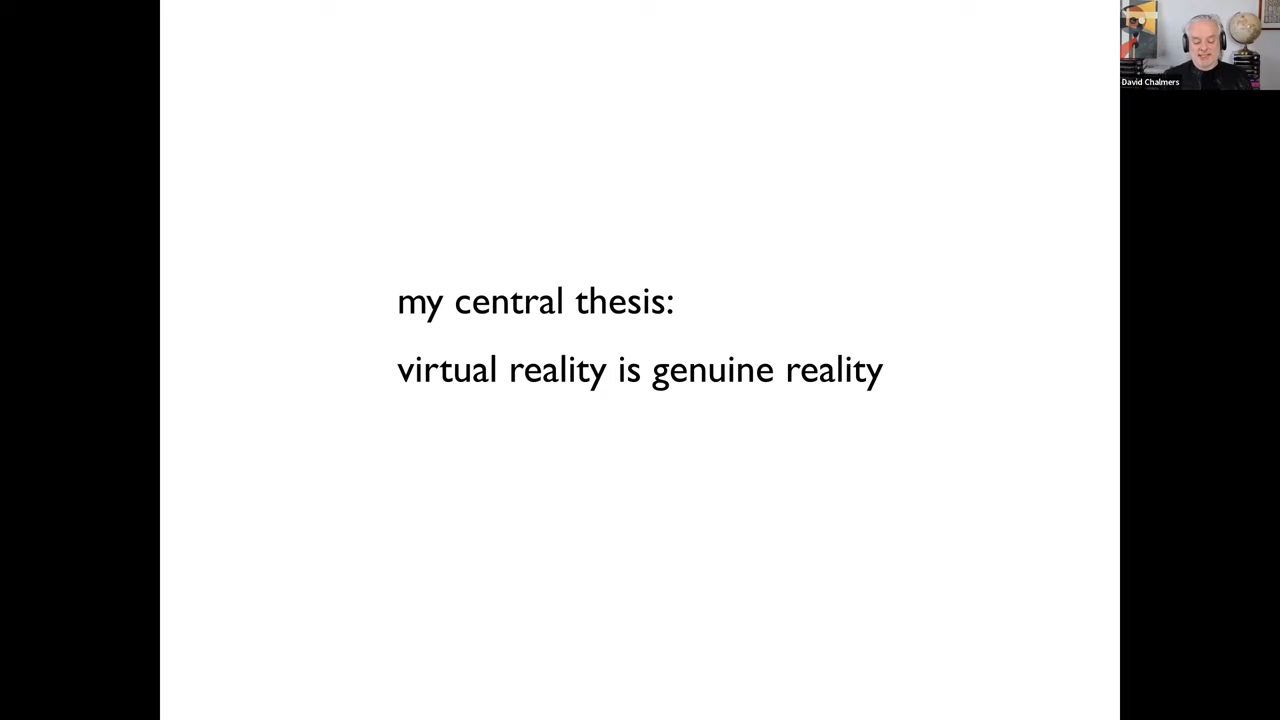 my central thesis:
virtual reality is genuine reality
David Chalmers